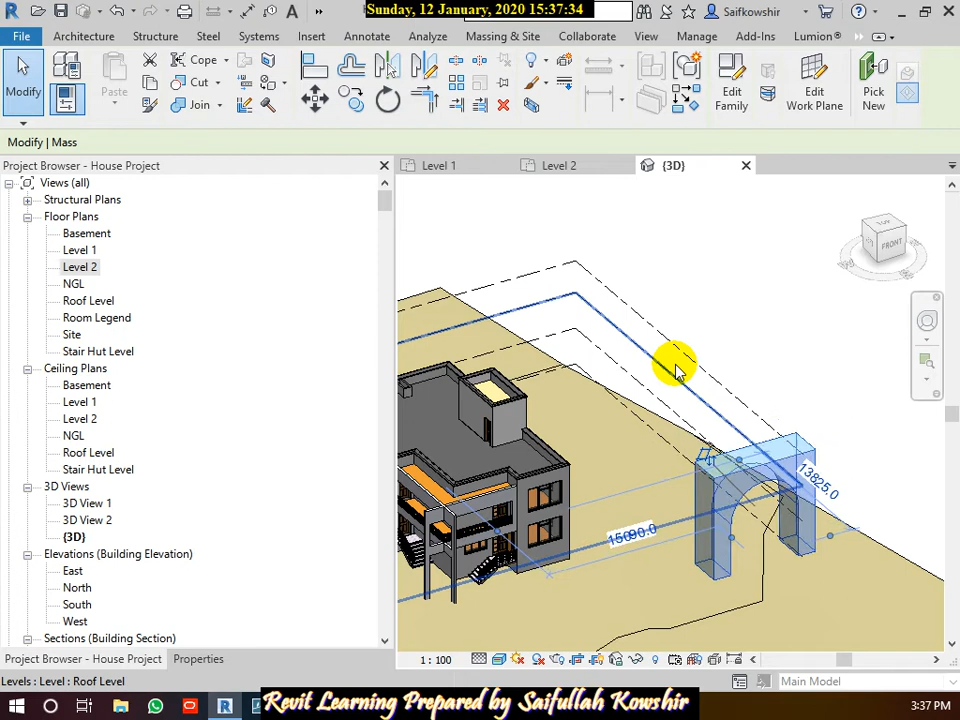 Sunday, 12 January, 2020 15:37:34
Saifkowshir
File
Architecture
Structure
Steel
Systems
Insert
Annotate
Analyze
Massing & Site
Collaborate
View
Manage
Add-Ins
Lumion®
Modify
Paste
Cope
Cut
Join
Edit
Family
Edit
Work Plane
Pick
New
Modify | Mass
Project Browser - House Project
Level 1
Level 2
{3D}
Views (all)
Structural Plans
Floor Plans
Basement
Level 1
Level 2
NGL
Roof Level
Room Legend
Site
Stair Hut Level
Ceiling Plans
Basement
Level 1
Level 2
NGL
Roof Level
Stair Hut Level
3D Views
3D View 1
3D View 2
{3D}
Elevations (Building Elevation)
East
North
South
West
Sections (Building Section)
TOP
FRONT
13825.0
15090.0
Project Browser - House Project
Properties
1 : 100
Levels : Level : Roof Level
Main Model
Revit Learning Prepared by Saifullah Kowshir
3:37 PM